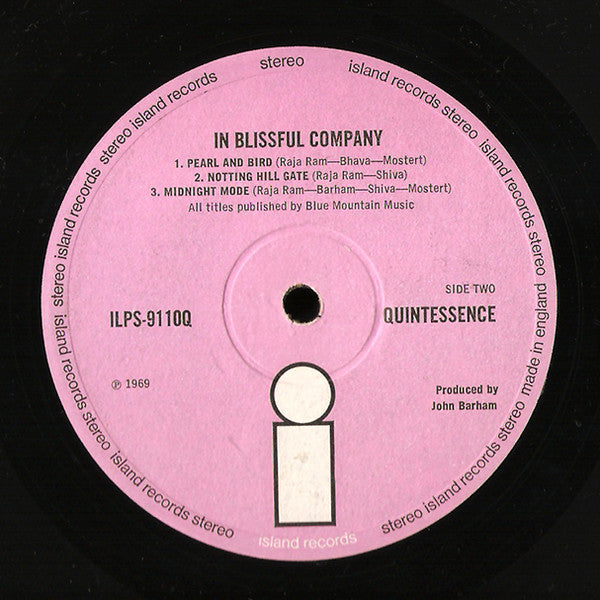 stereo
island records stereo island records stereo
made in england
stereo island records stereo
island records stereo island records stereo
island records stereo island records stereo
IN BLISSFUL COMPANY
1. PEARL AND BIRD (Raja Ram—Bhava—Mostert)
2. NOTTING HILL GATE (Raja Ram—Shiva)
3. MIDNIGHT MODE (Raja Ram—Barham—Shiva—Mostert)
All titles published by Blue Mountain Music
SIDE TWO
ILPS-9110Q
QUINTESSENCE
℗ 1969
Produced by
John Barham
island records